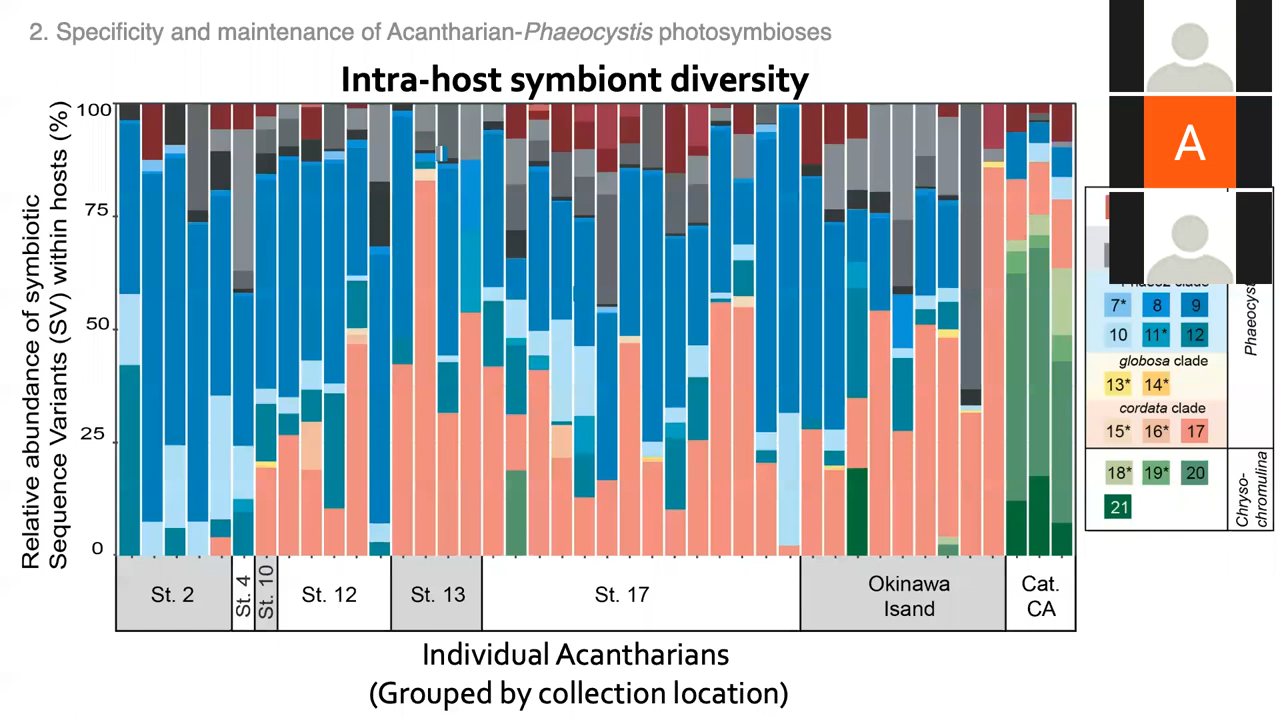 2. Specificity and maintenance of Acantharian-Phaeocystis photosymbioses
Intra-host symbiont diversity
Relative abundance of symbiotic
Sequence Variants (SV) within hosts (%)
100
75
50
25
0
St. 2
St. 4
St. 10
St. 12
St. 13
St. 17
Okinawa
Isand
Cat.
CA
Individual Acantharians
(Grouped by collection location)
A
7* 8 9
10 11* 12
globosa clade
13* 14*
cordata clade
15* 16* 17
18* 19* 20
21
Chryso-
chromulina